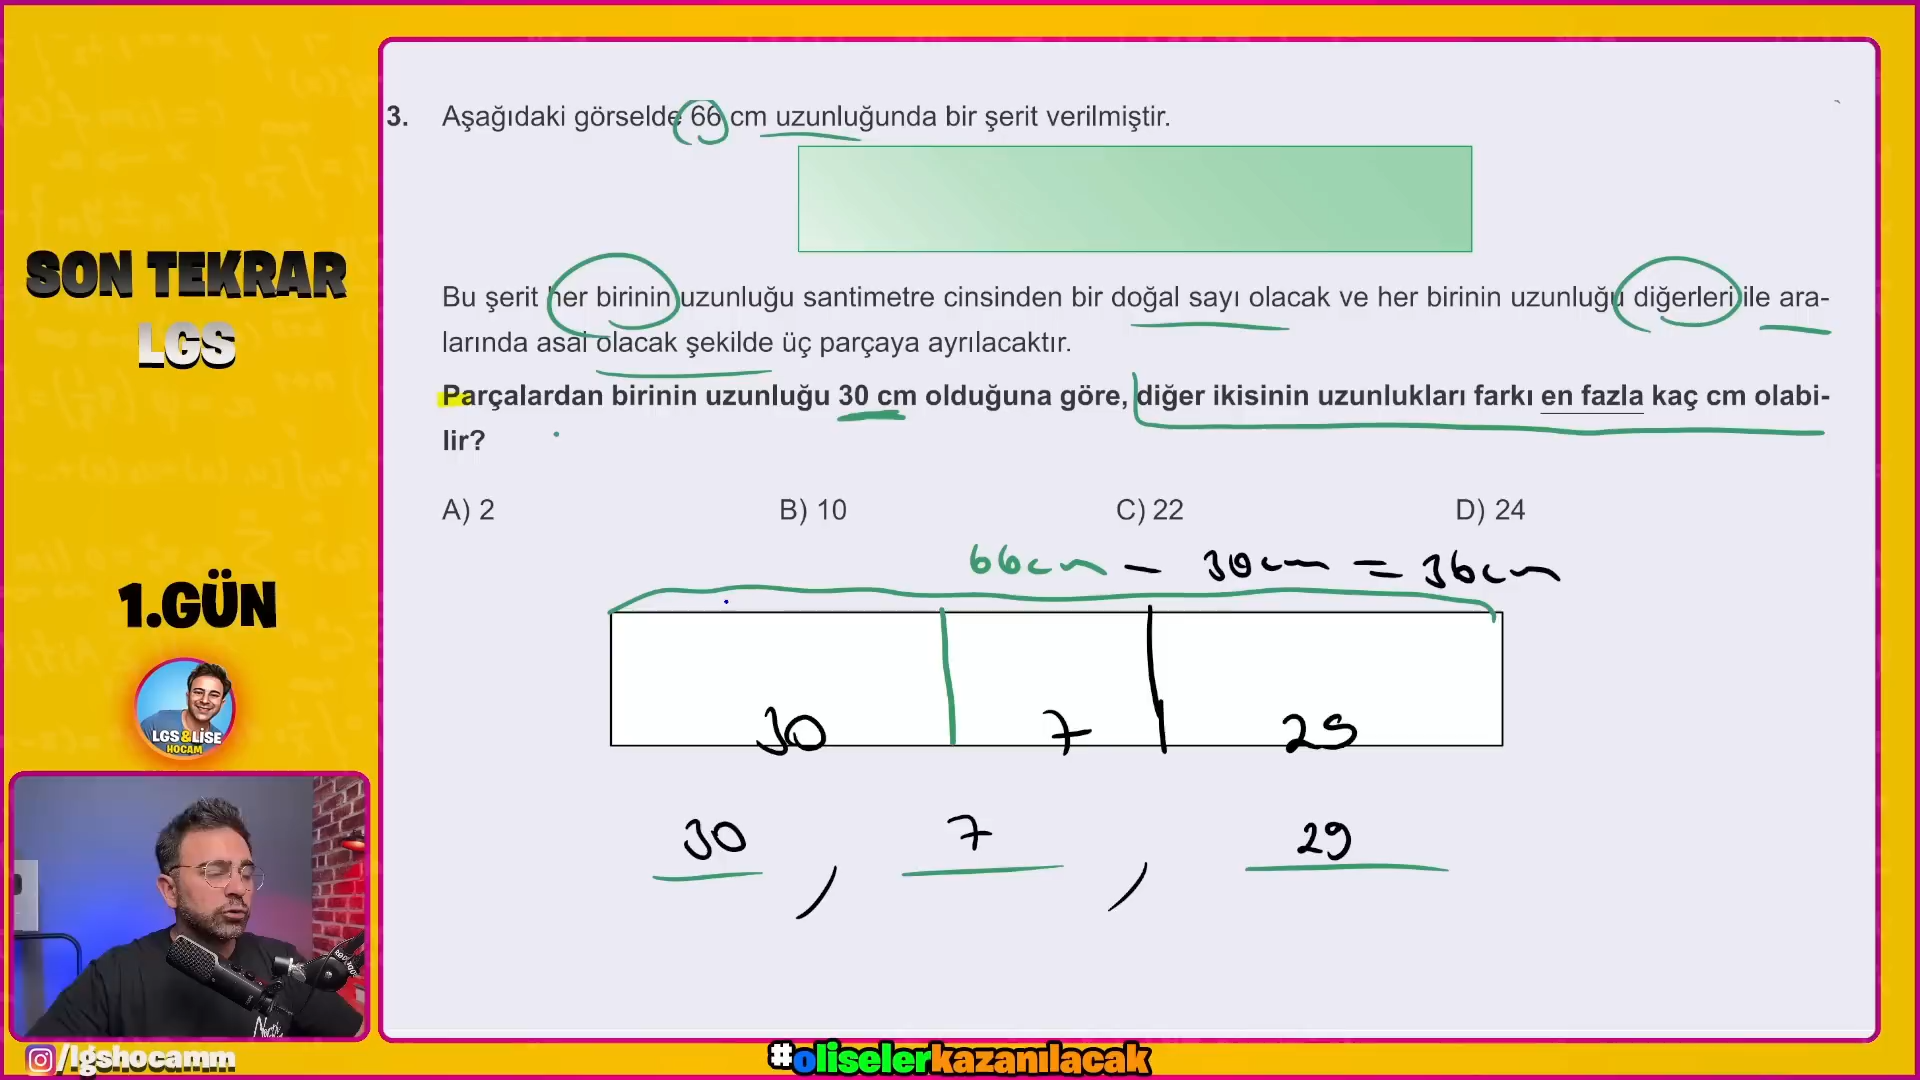 3. Aşağıdaki görselde 66 cm uzunluğunda bir şerit verilmiştir.
Bu şerit her birinin uzunluğu santimetre cinsinden bir doğal sayı olacak ve her birinin uzunluğu diğerleri ile ara-
larında asal olacak şekilde üç parçaya ayrılacaktır.
Parçalardan birinin uzunluğu 30 cm olduğuna göre, diğer ikisinin uzunlukları farkı en fazla kaç cm olabi-
lir?
A) 2 B) 10 C) 22 D) 24
66cm - 30cm = 36cm
30 7 29
30 , 7 , 29
SON TEKRAR
LGS
1.GÜN
LGS&LİSE
HOCAM
/lgshocamm
#oliselerkazanılacak